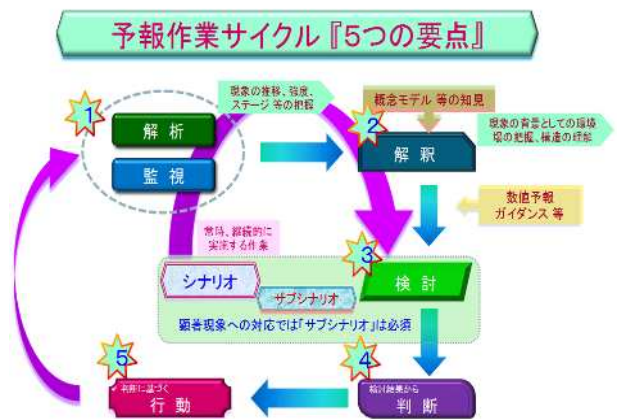 予報作業サイクル『5つの要点』
1
解析
監視
現象の推移、強度、
ステージ 等の把握
概念モデル 等の知見
2
解釈
現象の背景としての環境
場の把握、構造の理解
数値予報
ガイダンス 等
常時、継続的に
実施する作業
3
シナリオ
サブシナリオ
検討
顕著現象への対応では「サブシナリオ」は必須
5
判断に基づく
行動
4
検討結果から
判断